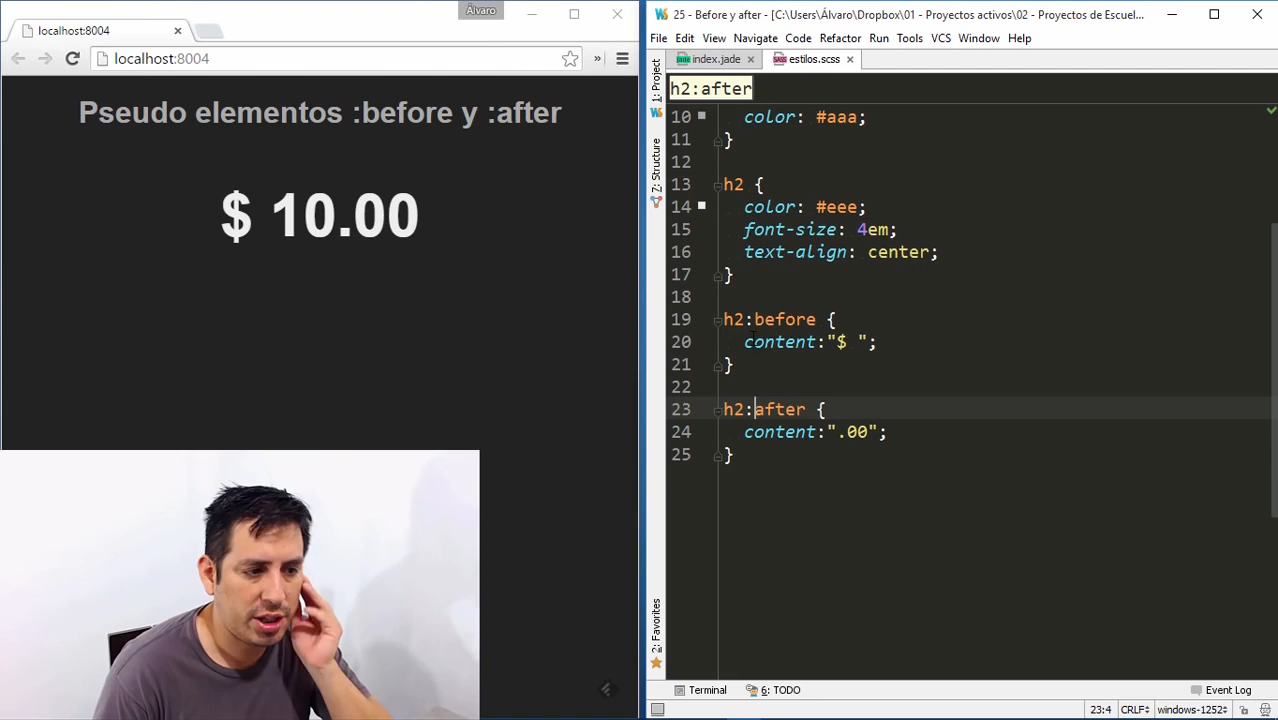 Álvaro
localhost:8004
localhost:8004
Pseudo elementos :before y :after
$ 10.00
25 - Before y after - [C:\Users\Álvaro\Dropbox\01 - Proyectos activos\02 - Proyectos de Escuel...
File Edit View Navigate Code Refactor Run Tools VCS Window Help
index.jade estilos.scss
h2:after
1: Project
Z: Structure
2: Favorites
10 color: #aaa;
11 }
12
13 h2 {
14 color: #eee;
15 font-size: 4em;
16 text-align: center;
17 }
18
19 h2:before {
20 content:"$ ";
21 }
22
23 h2:after {
24 content:".00";
25 }
Terminal 6: TODO Event Log
23:4 CRLF÷ windows-1252÷